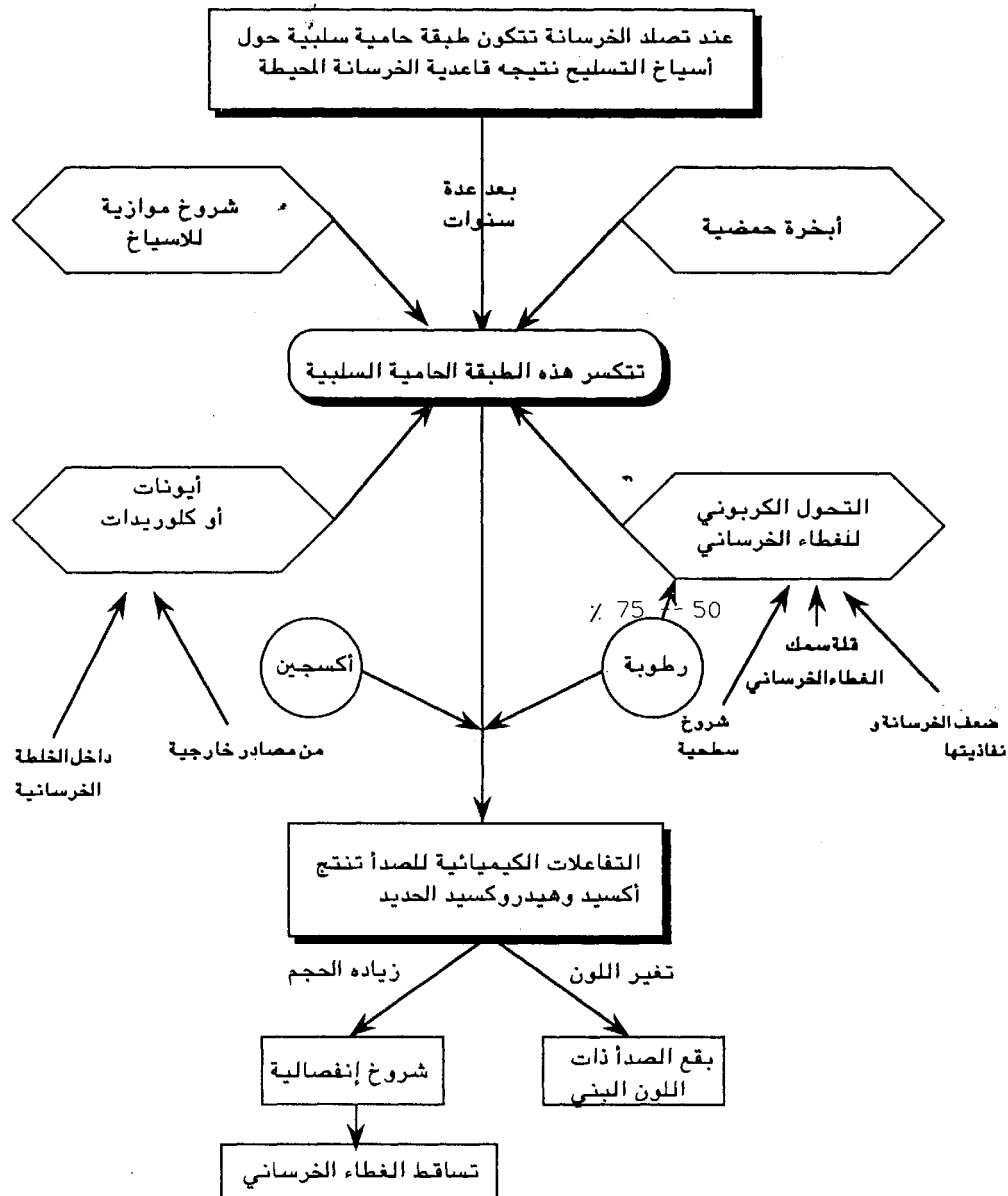 عند تصلد الخرسانة تتكون طبقة حامية سلبية حول
أسياخ التسليح نتيجه قاعدية الخرسانة المحيطة
بعد عدة
سنوات
أبخرة حمضية
شروخ موازية
للاسياخ
تتكسر هذه الطبقة الحامية السلبية
التحول الكربوني
للغطاء الخرساني
أيونات
أو كلوريدات
٪ 75 -- 50
رطوبة
أكسجين
قلة سمك
الغطاء الخرساني
شروخ
سطحية
ضعف الخرسانة و
نفاذيتها
من مصادر خارجية
داخل الخلطة
الخرسانية
التفاعلات الكيميائية للصدأ تنتج
أكسيد وهيدروكسيد الحديد
تغير اللون
زياده الحجم
بقع الصدأ ذات
اللون البني
شروخ إنفصالية
تساقط الغطاء الخرساني